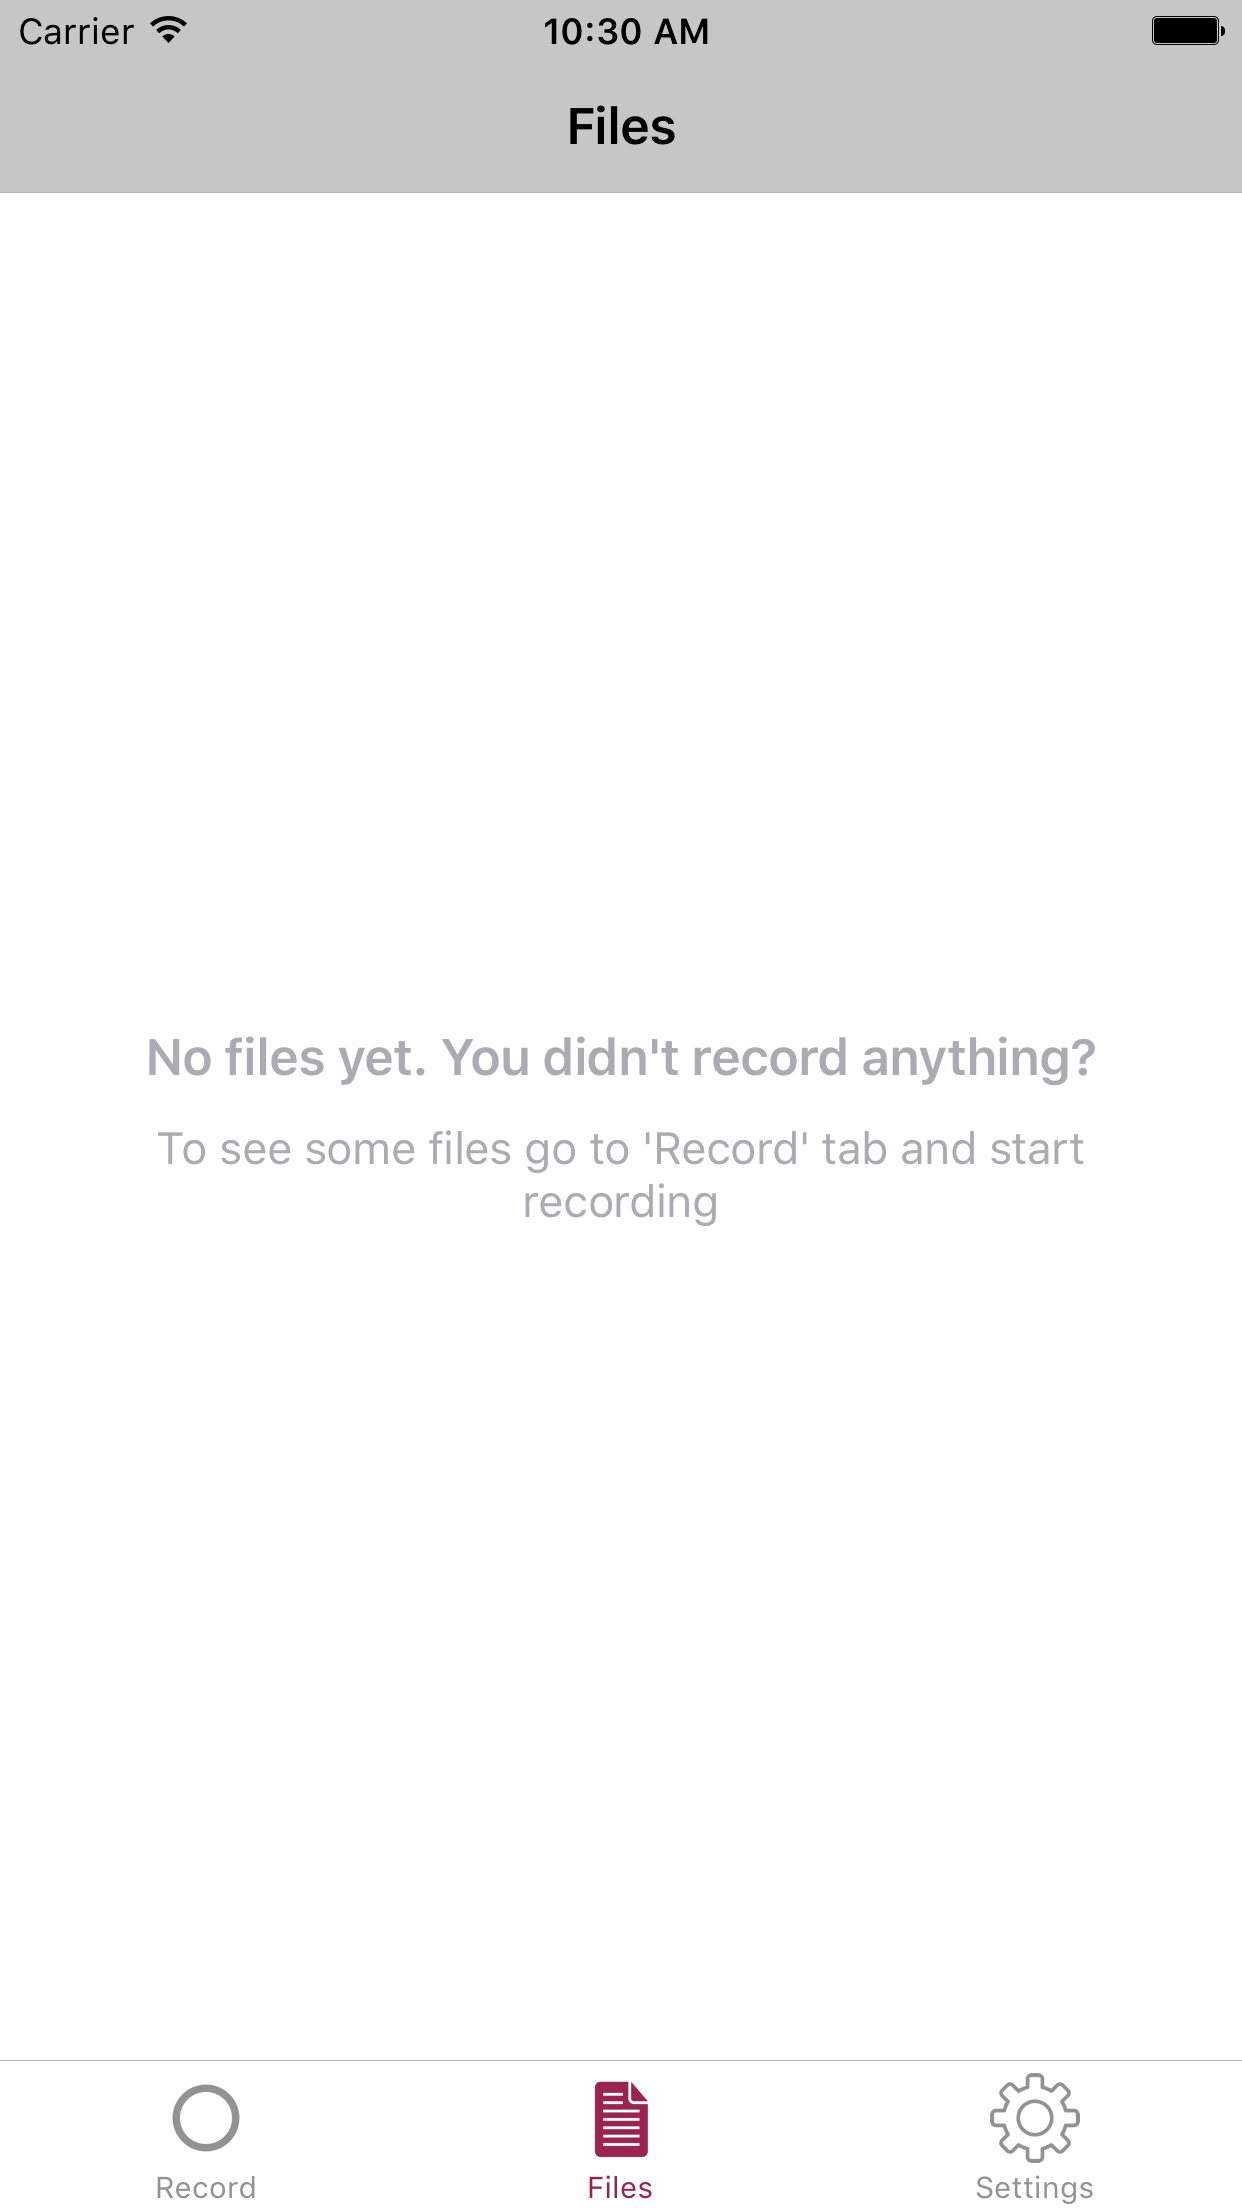 Carrier 10:30 AM
Files
No files yet. You didn't record anything?
To see some files go to 'Record' tab and start
recording
Record Files Settings